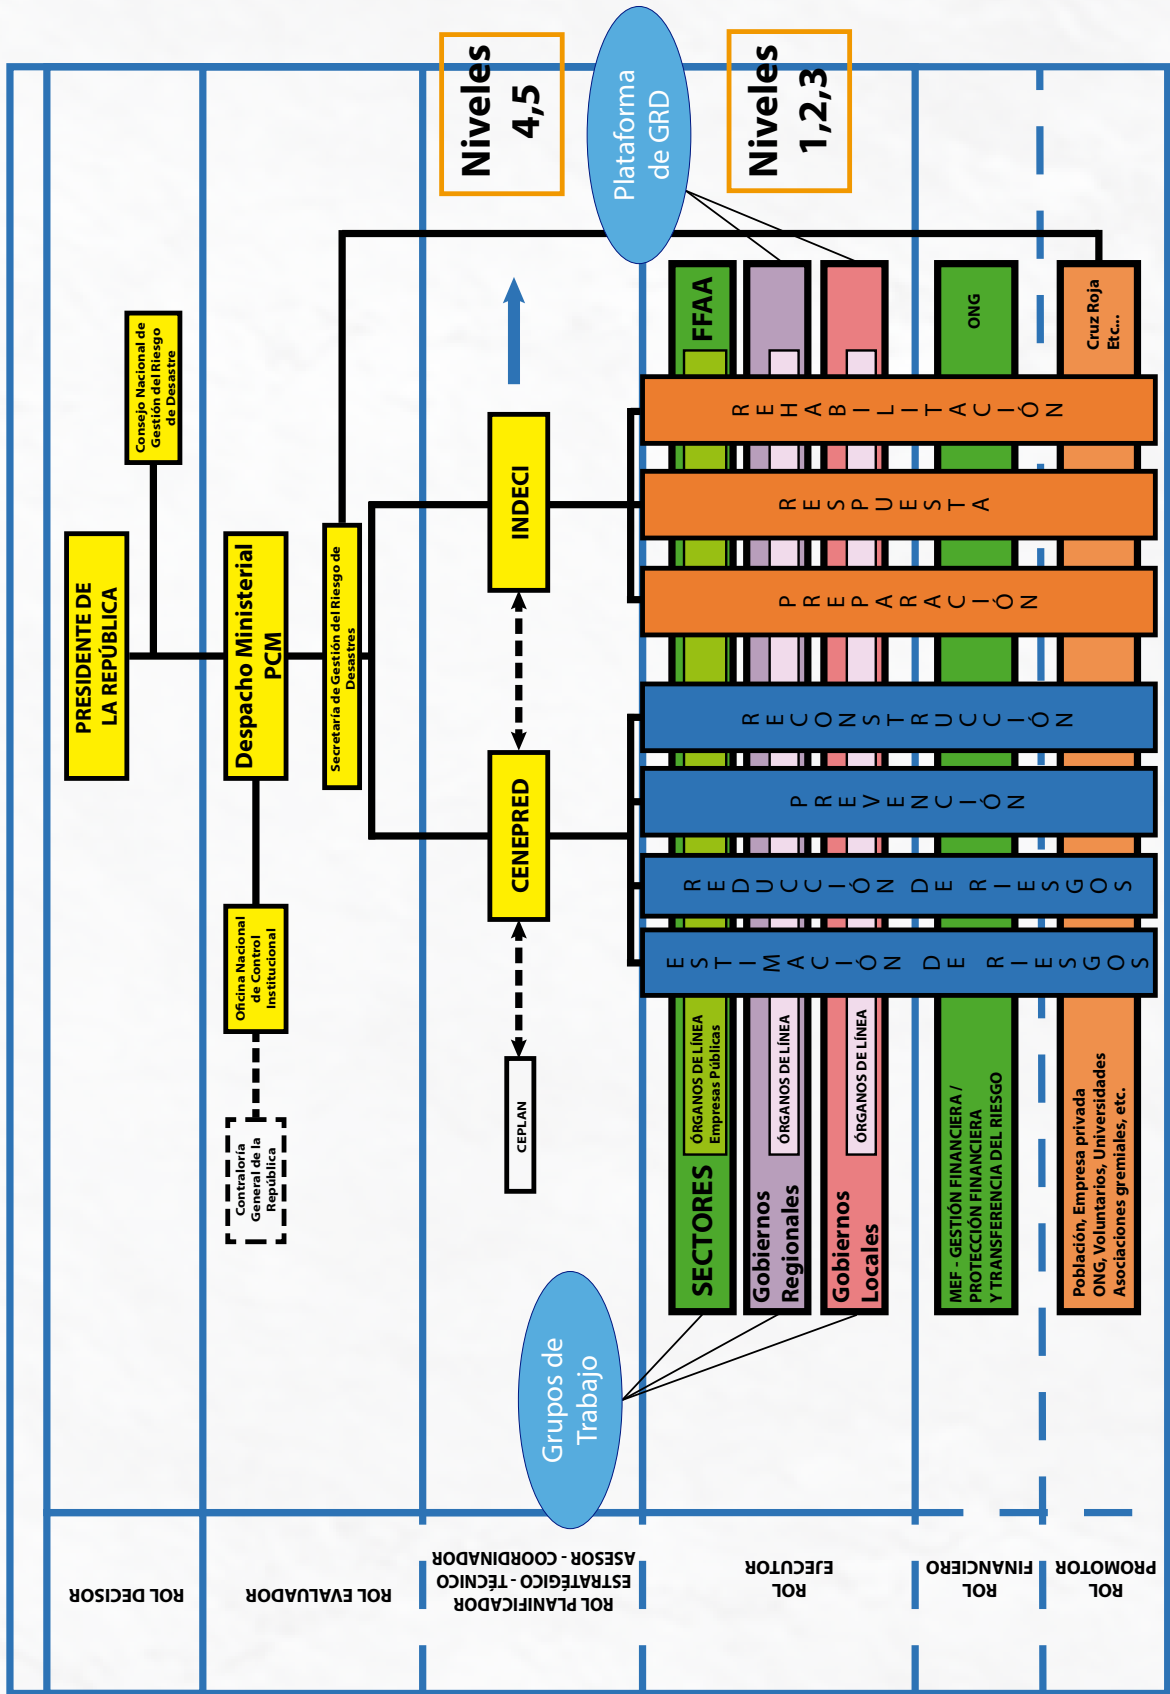 PRESIDENTE DE
LA REPÚBLICA
Consejo Nacional de
Gestión del Riesgo
de Desastre
ROL DECISOR
Contraloría
General de la
República
Oficina Nacional
de Control
Institucional
Despacho Ministerial
PCM
Secretaría de Gestión del Riesgo de
Desastres
ROL EVALUADOR
CEPLAN
CENEPRED
INDECI
Niveles
4,5
ROL PLANIFICADOR
ESTRATÉGICO - TÉCNICO
ASESOR - COORDINADOR
Grupos de
Trabajo
Plataforma
de GRD
Niveles
1,2,3
SECTORES
ÓRGANOS DE LÍNEA
Empresas Públicas
FFAA
Gobiernos
Regionales
ÓRGANOS DE LÍNEA
Gobiernos
Locales
ÓRGANOS DE LÍNEA
ROL
EJECUTOR
ESTIMACIÓN DE RIESGOS
REDUCCIÓN DE RIESGOS
PREVENCIÓN
RECONSTRUCCIÓN
PREPARACIÓN
RESPUESTA
REHABILITACIÓN
MEF - GESTIÓN FINANCIERA /
PROTECCIÓN FINANCIERA
Y TRANSFERENCIA DEL RIESGO
ONG
ROL
FINANCIERO
Población, Empresa privada
ONG, Voluntarios, Universidades
Asociaciones gremiales, etc.
Cruz Roja
Etc...
ROL
PROMOTOR